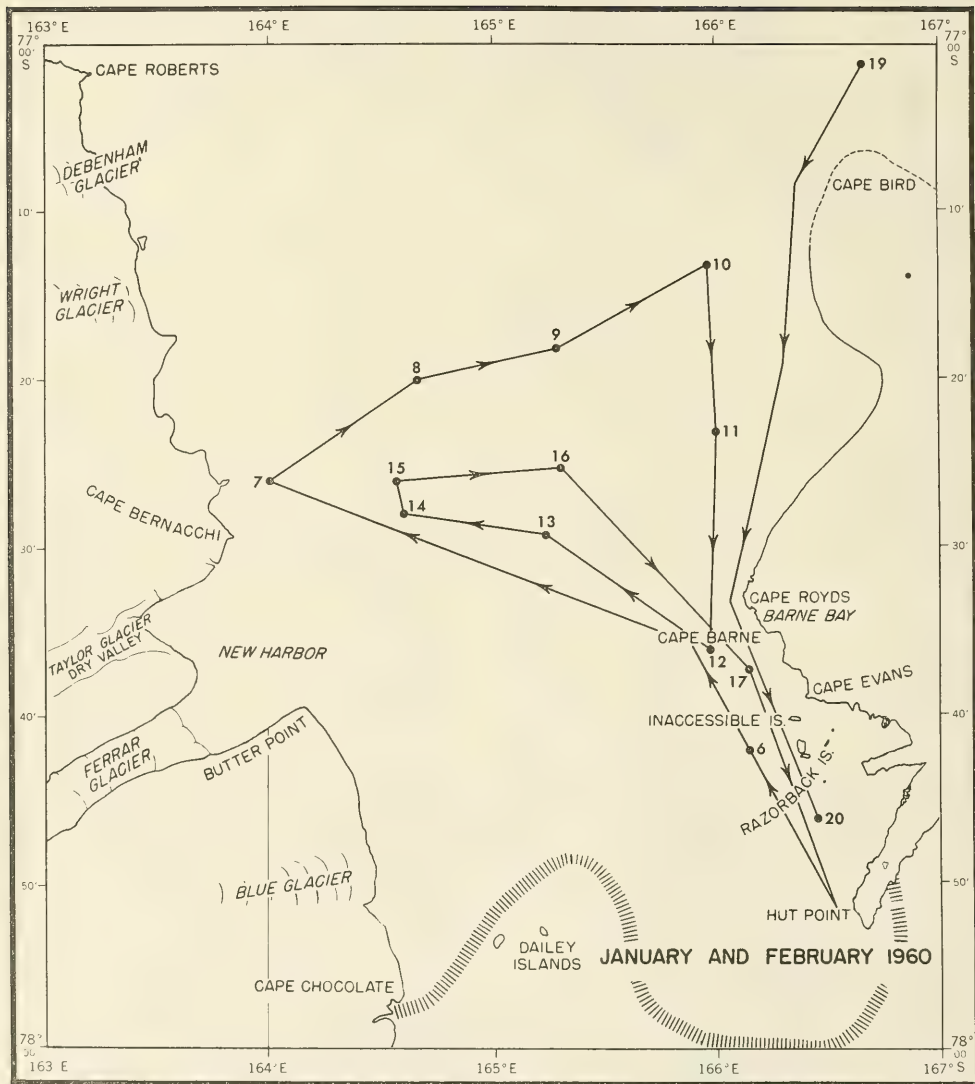 163° E
164° E
165° E
166° E
167° E
77°
00'
S
77°
00'
S
CAPE ROBERTS
19
DEBENHAM
GLACIER
CAPE BIRD
10'
10'
10
WRIGHT
GLACIER
9
8
20'
20'
11
16
15
7
14
13
CAPE BERNACCHI
30'
30'
CAPE ROYDS
BARNE BAY
CAPE BARNE
TAYLOR GLACIER
DRY VALLEY
NEW HARBOR
12
17
CAPE EVANS
40'
40'
INACCESSIBLE IS.
6
BUTTER POINT
FERRAR
GLACIER
RAZORBACK IS.
20
50'
50'
BLUE GLACIER
HUT POINT
DAILEY
ISLANDS
JANUARY AND FEBRUARY 1960
CAPE CHOCOLATE
78°
78°
00'
S
163 E
164°
165°
166°
167°